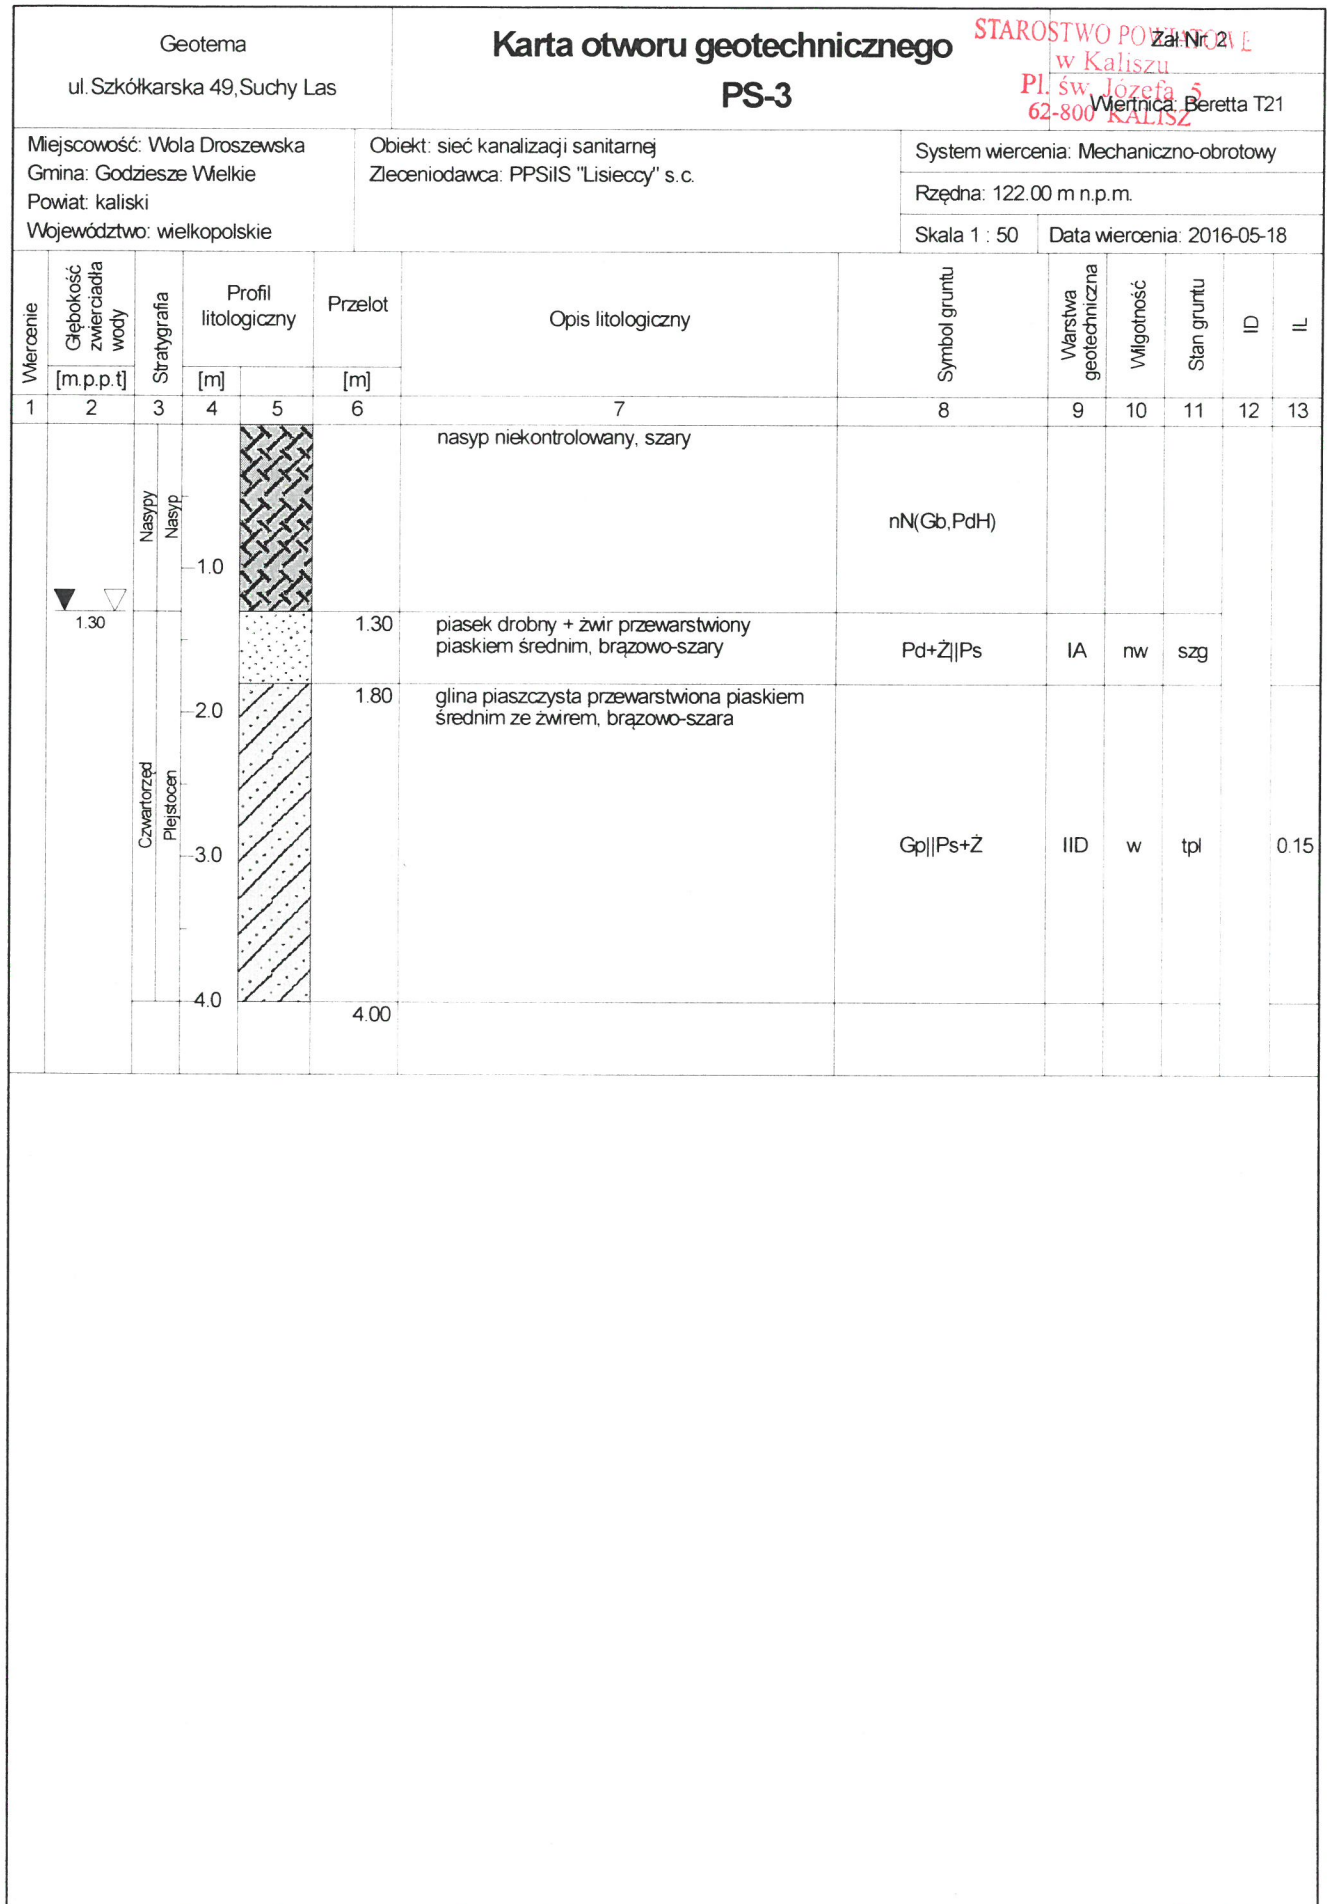 Geotema
ul.Szkółkarska 49,Suchy Las
Karta otworu geotechnicznego
PS-3
STAROSTWO POWIATOWE
w Kaliszu
Pl. św. Józefa 5
62-800 KALISZ
Zał.Nr. 2
Wiertnica: Beretta T21
Miejscowość: Wola Droszewska
Gmina: Godziesze Wielkie
Powiat: kaliski
Województwo: wielkopolskie
Obiekt: sieć kanalizacji sanitarnej
Zleceniodawca: PPSiIS "Lisieccy" s.c.
System wiercenia: Mechaniczno-obrotowy
Rzędna: 122.00 m n.p.m.
Skala 1 : 50
Data wiercenia: 2016-05-18
Wiercenie
Głębokość
zwierciadła
wody
[m.p.p.t]
Stratygrafia
Profil
litologiczny
[m]
Przelot
[m]
Opis litologiczny
Symbol gruntu
Warstwa
geotechniczna
Wilgotność
Stan gruntu
ID
IL
1 2 3 4 5 6 7 8 9 10 11 12 13
nasyp niekontrolowany, szary
Nasypy
Nasyp
nN(Gb,PdH)
1.0
1.30
1.30
piasek drobny + żwir przewarstwiony
piaskiem średnim, brązowo-szary
Pd+Ż||Ps
IA
nw
szg
1.80
glina piaszczysta przewarstwiona piaskiem
średnim ze żwirem, brązowo-szara
2.0
Czwartorzęd
Plejstocen
3.0
Gp||Ps+Ż
IID
w
tpl
0.15
4.0
4.00